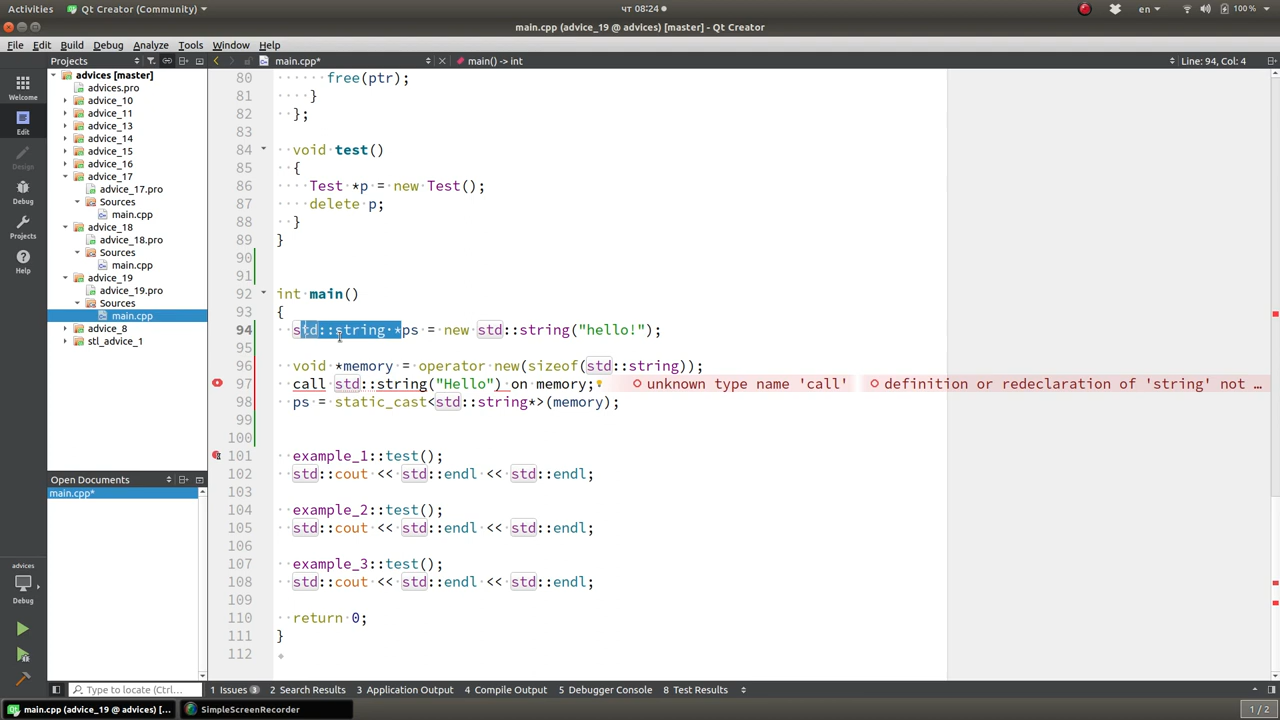 Activities Qt Creator (Community) чт 08:24 en 100 %
main.cpp (advice_19 @ advices) [master] - Qt Creator
File Edit Build Debug Analyze Tools Window Help
Projects main.cpp* main() -> int Line: 94, Col: 4
Welcome
Edit
Design
Debug
Projects
Help
advices
Debug
advices [master]
advices.pro
advice_10
advice_11
advice_13
advice_14
advice_15
advice_16
advice_17
advice_17.pro
Sources
main.cpp
advice_18
advice_18.pro
Sources
main.cpp
advice_19
advice_19.pro
Sources
main.cpp
advice_8
stl_advice_1
Open Documents
main.cpp*
80 free(ptr);
81 }
82 };
83
84 void test()
85 {
86 Test *p = new Test();
87 delete p;
88 }
89 }
90
91
92 int main()
93 {
94 std::string *ps = new std::string("hello!");
95
96 void *memory = operator new(sizeof(std::string));
97 call std::string("Hello") on memory; unknown type name 'call' definition or redeclaration of 'string' not …
98 ps = static_cast<std::string*>(memory);
99
100
101 example_1::test();
102 std::cout << std::endl << std::endl;
103
104 example_2::test();
105 std::cout << std::endl << std::endl;
106
107 example_3::test();
108 std::cout << std::endl << std::endl;
109
110 return 0;
111 }
112
Type to locate (Ctrl... 1 Issues 3 2 Search Results 3 Application Output 4 Compile Output 5 Debugger Console 8 Test Results
main.cpp (advice_19 @ advices) [... SimpleScreenRecorder 1 / 2